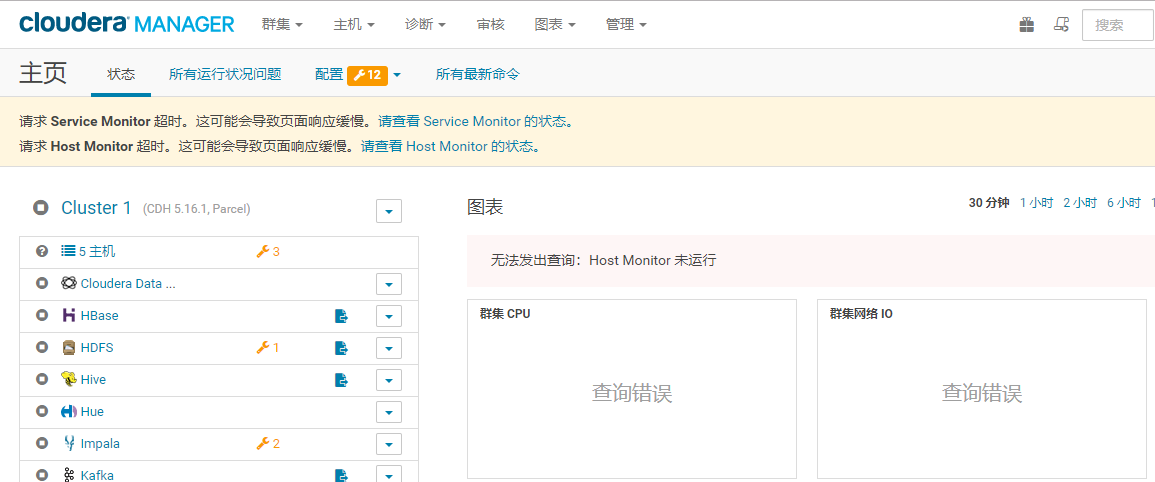 cloudera MANAGER 群集 主机 诊断 审核 图表 管理 搜索
主页 状态 所有运行状况问题 配置 12 所有最新命令
请求 Service Monitor 超时。这可能会导致页面响应缓慢。请查看 Service Monitor 的状态。
请求 Host Monitor 超时。这可能会导致页面响应缓慢。请查看 Host Monitor 的状态。
Cluster 1 (CDH 5.16.1, Parcel)
5 主机 3
Cloudera Data ...
HBase
HDFS 1
Hive
Hue
Impala 2
Kafka
图表 30 分钟 1 小时 2 小时 6 小时 1
无法发出查询：Host Monitor 未运行
群集 CPU
查询错误
群集网络 IO
查询错误